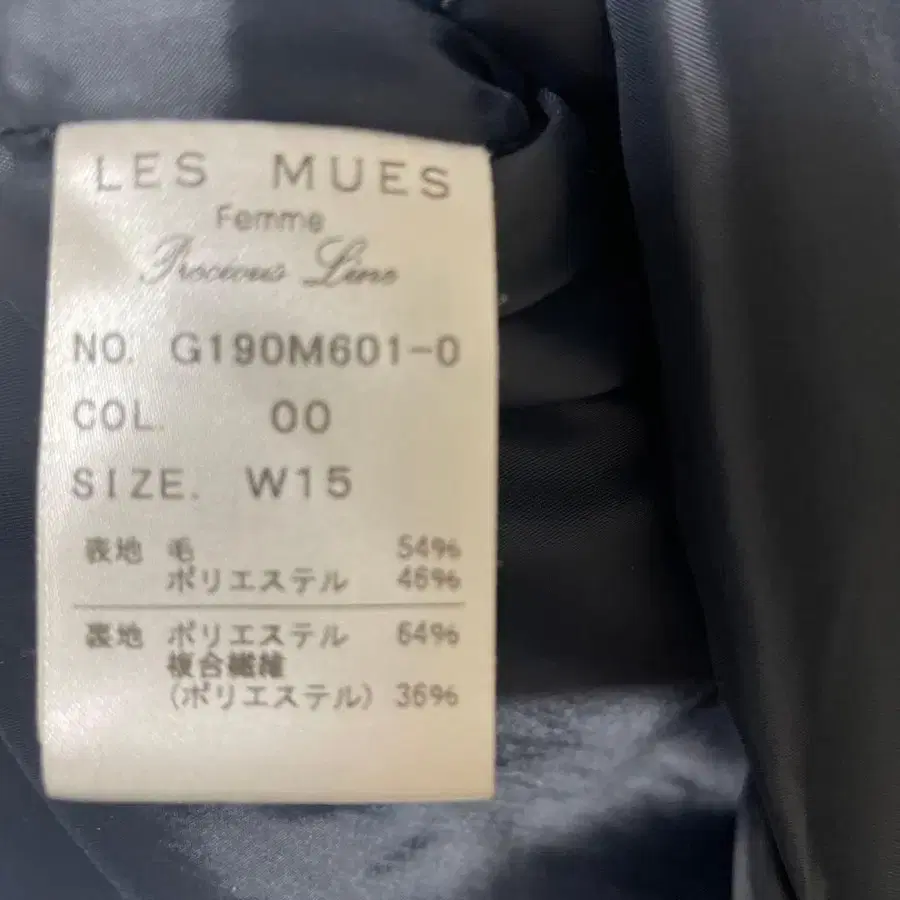 LES MUES
Femme
Precious Line
NO. G190M601-0
COL. 00
SIZE. W15
表地 毛 54%
ポリエステル 46%
裏地 ポリエステル 64%
複合繊維
(ポリエステル) 36%